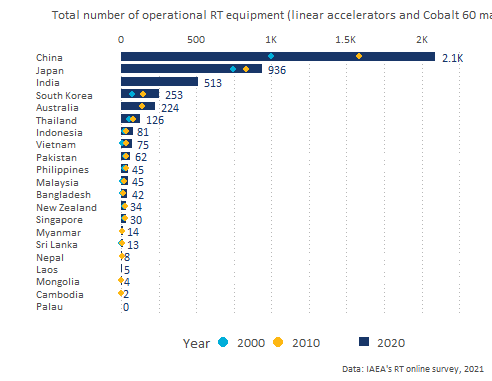 Total number of operational RT equipment (linear accelerators and Cobalt 60
0 500 1K 1.5K 2K
China 2.1K
Japan 936
India 513
South Korea 253
Australia 224
Thailand 126
Indonesia 81
Vietnam 75
Pakistan 62
Philippines 45
Malaysia 45
Bangladesh 42
New Zealand 34
Singapore 30
Myanmar 14
Sri Lanka 13
Nepal 8
Laos 5
Mongolia 4
Cambodia 2
Palau 0
Year 2000 2010 2020
Data: IAEA's RT online survey, 2021